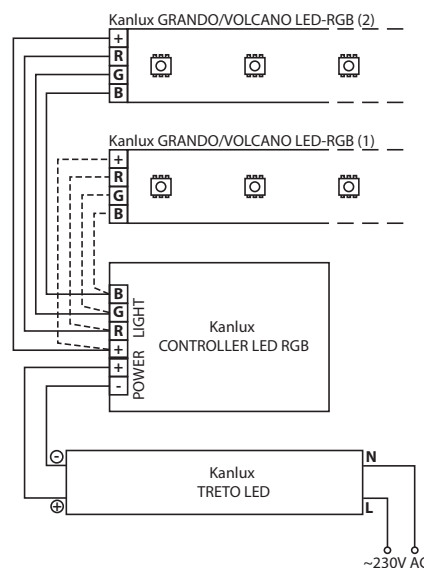 Kanlux GRANDO/VOLCANO LED-RGB (2)
+
R
G
B
Kanlux GRANDO/VOLCANO LED-RGB (1)
+
R
G
B
B
G
R
+
+
-
LIGHT
POWER
Kanlux
CONTROLLER LED RGB
-
+
Kanlux
TRETO LED
N
L
~230V AC